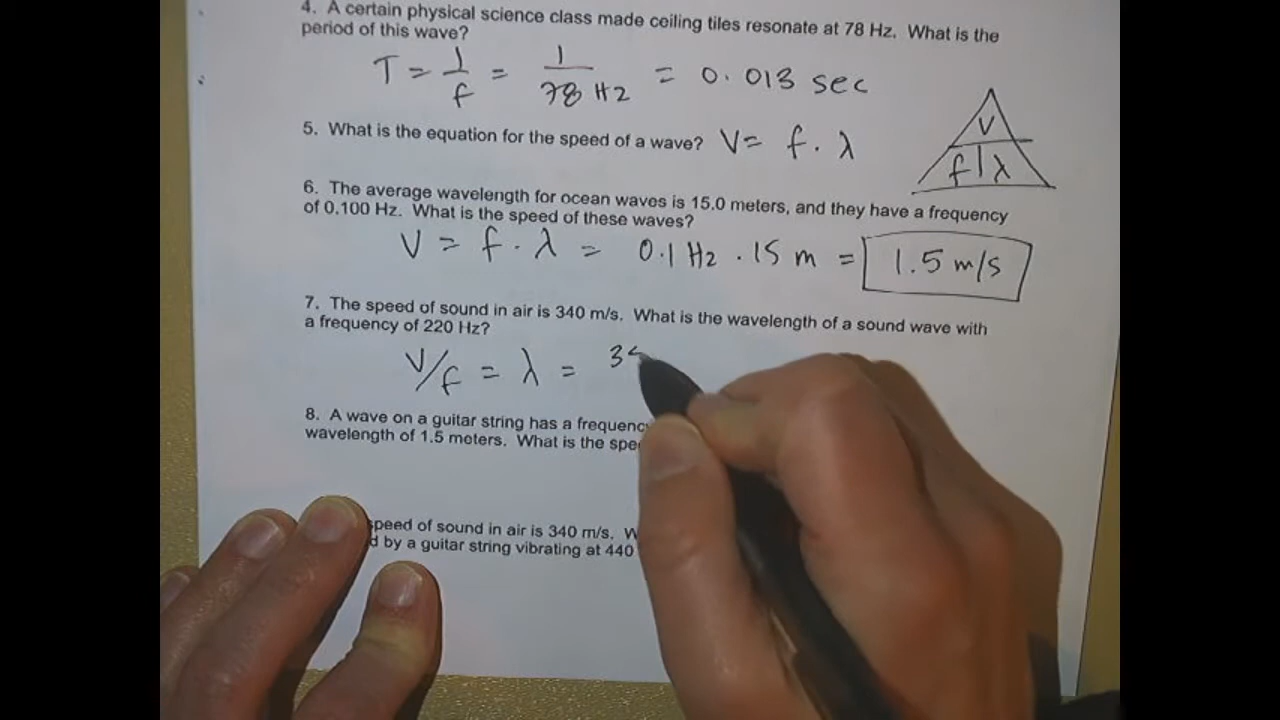 4. A certain physical science class made ceiling tiles resonate at 78 Hz. What is the
period of this wave?
T = 1/f = 1/78 Hz = 0.013 sec
5. What is the equation for the speed of a wave? V = f · λ
V
f | λ
6. The average wavelength for ocean waves is 15.0 meters, and they have a frequency
of 0.100 Hz. What is the speed of these waves?
V = f · λ = 0.1 Hz · 15 m = 1.5 m/s
7. The speed of sound in air is 340 m/s. What is the wavelength of a sound wave with
a frequency of 220 Hz?
V/f = λ = 3
8. A wave on a guitar string has a
wavelength of 1.5 meters. What is the
speed of sound in air is 340 m/s.
by a guitar string vibrating at 440